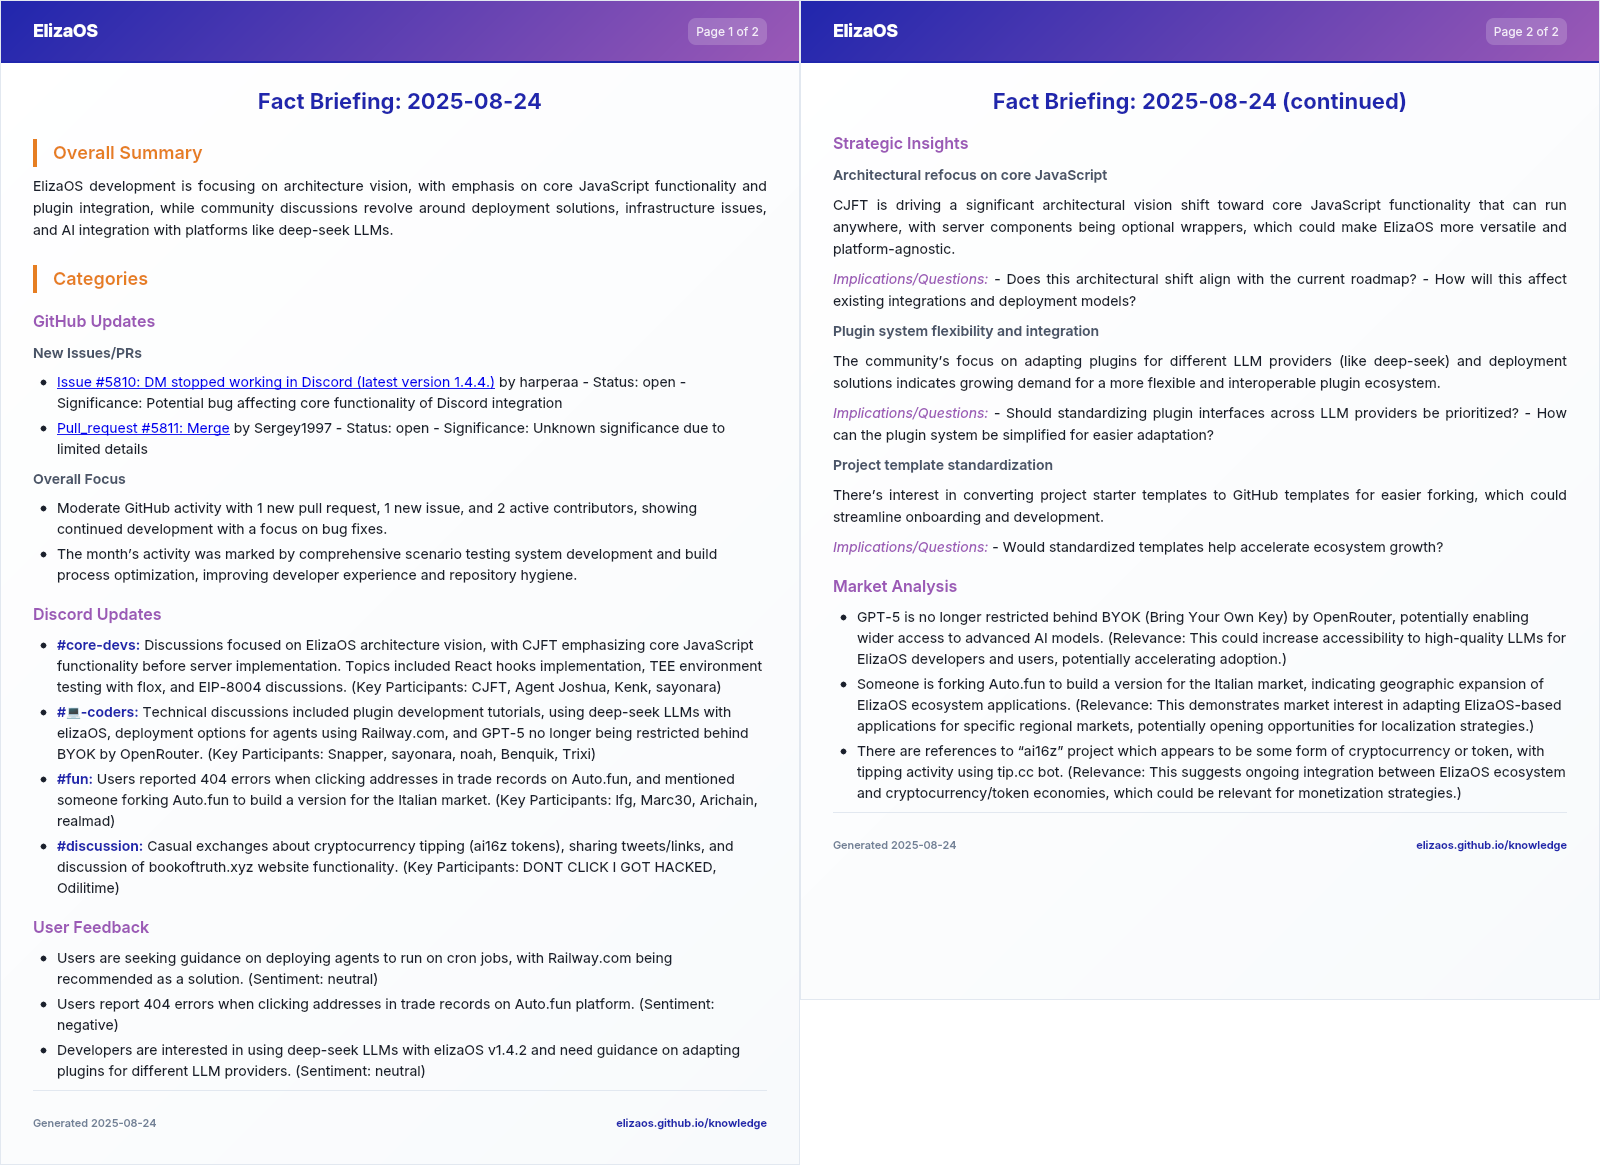 ElizaOS
Page 1 of 2
Fact Briefing: 2025-08-24
Overall Summary
ElizaOS development is focusing on architecture vision, with emphasis on core JavaScript functionality and
plugin integration, while community discussions revolve around deployment solutions, infrastructure issues,
and AI integration with platforms like deep-seek LLMs.
Categories
GitHub Updates
New Issues/PRs
• Issue #5810: DM stopped working in Discord (latest version 1.4.4.) by harperaa - Status: open -
Significance: Potential bug affecting core functionality of Discord integration
• Pull_request #5811: Merge by Sergey1997 - Status: open - Significance: Unknown significance due to
limited details
Overall Focus
• Moderate GitHub activity with 1 new pull request, 1 new issue, and 2 active contributors, showing
continued development with a focus on bug fixes.
• The month's activity was marked by comprehensive scenario testing system development and build
process optimization, improving developer experience and repository hygiene.
Discord Updates
• #core-devs: Discussions focused on ElizaOS architecture vision, with CJFT emphasizing core JavaScript
functionality before server implementation. Topics included React hooks implementation, TEE environment
testing with flox, and EIP-8004 discussions. (Key Participants: CJFT, Agent Joshua, Kenk, sayonara)
• #💻-coders: Technical discussions included plugin development tutorials, using deep-seek LLMs with
elizaOS, deployment options for agents using Railway.com, and GPT-5 no longer being restricted behind
BYOK by OpenRouter. (Key Participants: Snapper, sayonara, noah, Benquik, Trixi)
• #fun: Users reported 404 errors when clicking addresses in trade records on Auto.fun, and mentioned
someone forking Auto.fun to build a version for the Italian market. (Key Participants: lfg, Marc30, Arichain,
realmad)
• #discussion: Casual exchanges about cryptocurrency tipping (ai16z tokens), sharing tweets/links, and
discussion of bookoftruth.xyz website functionality. (Key Participants: DONT CLICK I GOT HACKED,
Odilitime)
User Feedback
• Users are seeking guidance on deploying agents to run on cron jobs, with Railway.com being
recommended as a solution. (Sentiment: neutral)
• Users report 404 errors when clicking addresses in trade records on Auto.fun platform. (Sentiment:
negative)
• Developers are interested in using deep-seek LLMs with elizaOS v1.4.2 and need guidance on adapting
plugins for different LLM providers. (Sentiment: neutral)
Generated 2025-08-24
elizaos.github.io/knowledge
ElizaOS
Page 2 of 2
Fact Briefing: 2025-08-24 (continued)
Strategic Insights
Architectural refocus on core JavaScript
CJFT is driving a significant architectural vision shift toward core JavaScript functionality that can run
anywhere, with server components being optional wrappers, which could make ElizaOS more versatile and
platform-agnostic.
Implications/Questions: - Does this architectural shift align with the current roadmap? - How will this affect
existing integrations and deployment models?
Plugin system flexibility and integration
The community's focus on adapting plugins for different LLM providers (like deep-seek) and deployment
solutions indicates growing demand for a more flexible and interoperable plugin ecosystem.
Implications/Questions: - Should standardizing plugin interfaces across LLM providers be prioritized? - How
can the plugin system be simplified for easier adaptation?
Project template standardization
There's interest in converting project starter templates to GitHub templates for easier forking, which could
streamline onboarding and development.
Implications/Questions: - Would standardized templates help accelerate ecosystem growth?
Market Analysis
• GPT-5 is no longer restricted behind BYOK (Bring Your Own Key) by OpenRouter, potentially enabling
wider access to advanced AI models. (Relevance: This could increase accessibility to high-quality LLMs for
ElizaOS developers and users, potentially accelerating adoption.)
• Someone is forking Auto.fun to build a version for the Italian market, indicating geographic expansion of
ElizaOS ecosystem applications. (Relevance: This demonstrates market interest in adapting ElizaOS-based
applications for specific regional markets, potentially opening opportunities for localization strategies.)
• There are references to “ai16z” project which appears to be some form of cryptocurrency or token, with
tipping activity using tip.cc bot. (Relevance: This suggests ongoing integration between ElizaOS ecosystem
and cryptocurrency/token economies, which could be relevant for monetization strategies.)
Generated 2025-08-24
elizaos.github.io/knowledge